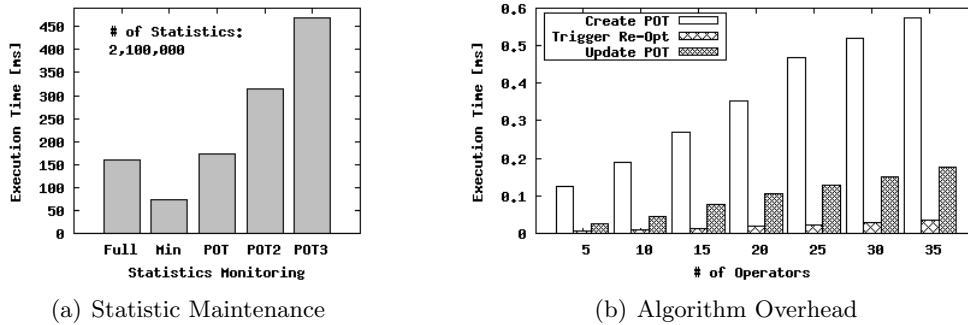 450
400
350
300
250
200
150
100
50
0
Execution Time [ms]
# of Statistics:
2,100,000
Full Min POT POT2 POT3
Statistics Monitoring
(a) Statistic Maintenance
0.6
0.5
0.4
0.3
0.2
0.1
0
Execution Time [ms]
Create POT
Trigger Re-Opt
Update POT
5 10 15 20 25 30 35
# of Operators
(b) Algorithm Overhead